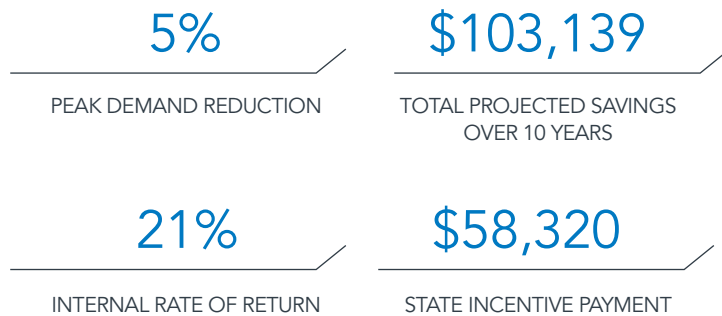 5%
$103,139
PEAK DEMAND REDUCTION
TOTAL PROJECTED SAVINGS
OVER 10 YEARS
21%
$58,320
INTERNAL RATE OF RETURN
STATE INCENTIVE PAYMENT